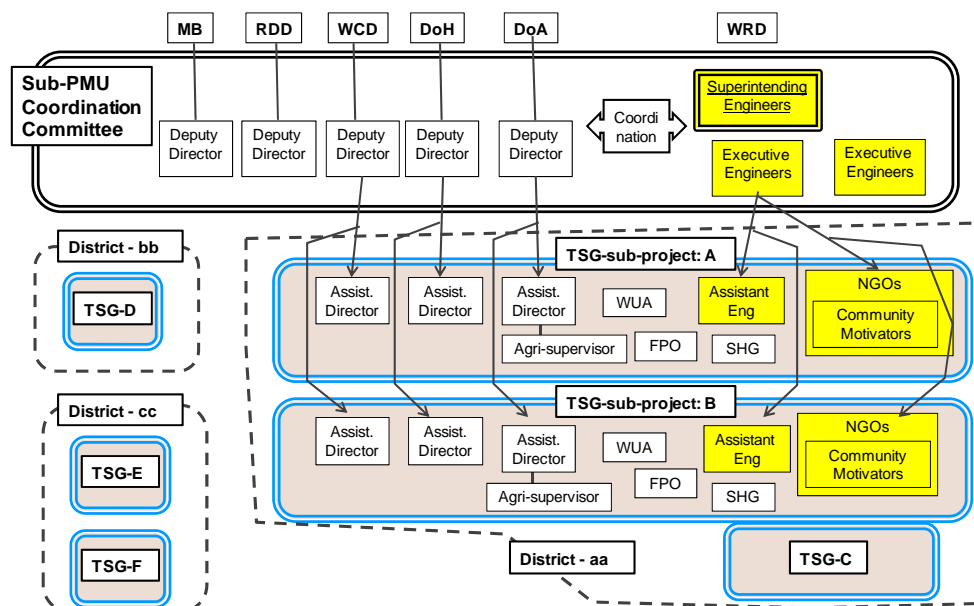 MB
RDD
WCD
DoH
DoA
WRD
Sub-PMU
Coordination
Committee
Deputy
Director
Deputy
Director
Deputy
Director
Deputy
Director
Deputy
Director
Coordi
nation
Superintending
Engineers
Executive
Engineers
Executive
Engineers
District - bb
TSG-D
TSG-sub-project: A
Assist.
Director
Assist.
Director
Assist.
Director
Agri-supervisor
WUA
FPO
Assistant
Eng
SHG
NGOs
Community
Motivators
District - cc
TSG-E
TSG-F
TSG-sub-project: B
Assist.
Director
Assist.
Director
Assist.
Director
Agri-supervisor
WUA
FPO
Assistant
Eng
SHG
NGOs
Community
Motivators
District - aa
TSG-C